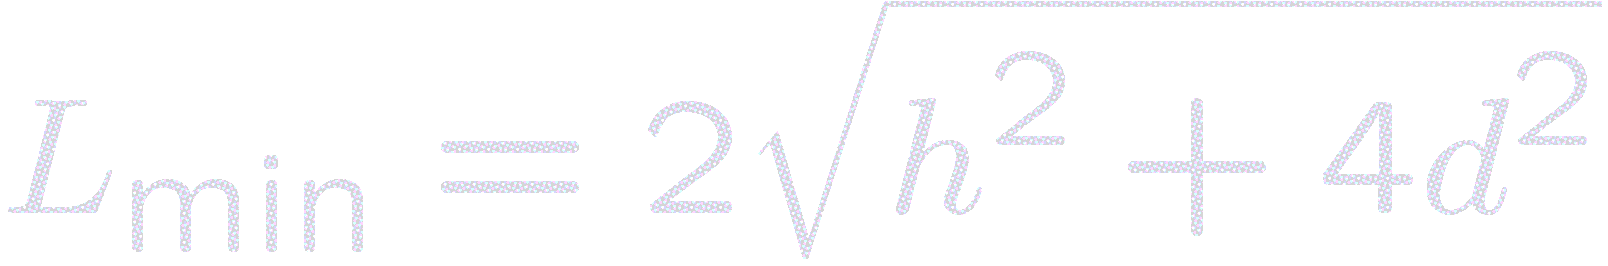 L_min = 2√(h² + 4d²)